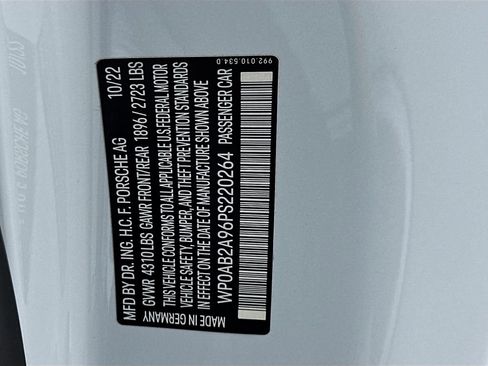 MFD BY DR. ING. H.C. F. PORSCHE AG 10/22
GVWR 4310 LBS GAWR FRONT/REAR 1896 / 2723 LBS
THIS VEHICLE CONFORMS TO ALL APPLICABLE U.S. FEDERAL MOTOR
VEHICLE SAFETY, BUMPER, AND THEFT PREVENTION STANDARDS
IN EFFECT ON THE DATE OF MANUFACTURE SHOWN ABOVE
WP0AB2A96PS220264 PASSENGER CAR
MADE IN GERMANY
992.010.534.D